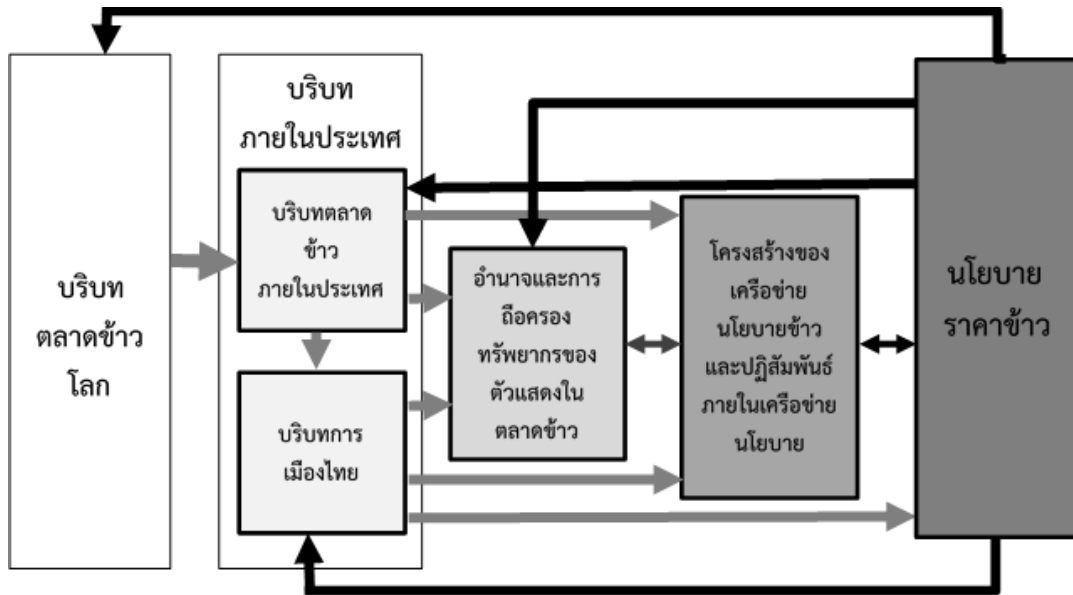 บริบท
ตลาดข้าว
โลก
บริบท
ภายในประเทศ
บริบทตลาด
ข้าว
ภายในประเทศ
บริบทการ
เมืองไทย
อำนาจและการ
ถือครอง
ทรัพยากรของ
ตัวแสดงใน
ตลาดข้าว
โครงสร้างของ
เครือข่าย
นโยบายข้าว
และปฏิสัมพันธ์
ภายในเครือข่าย
นโยบาย
นโยบาย
ราคาข้าว